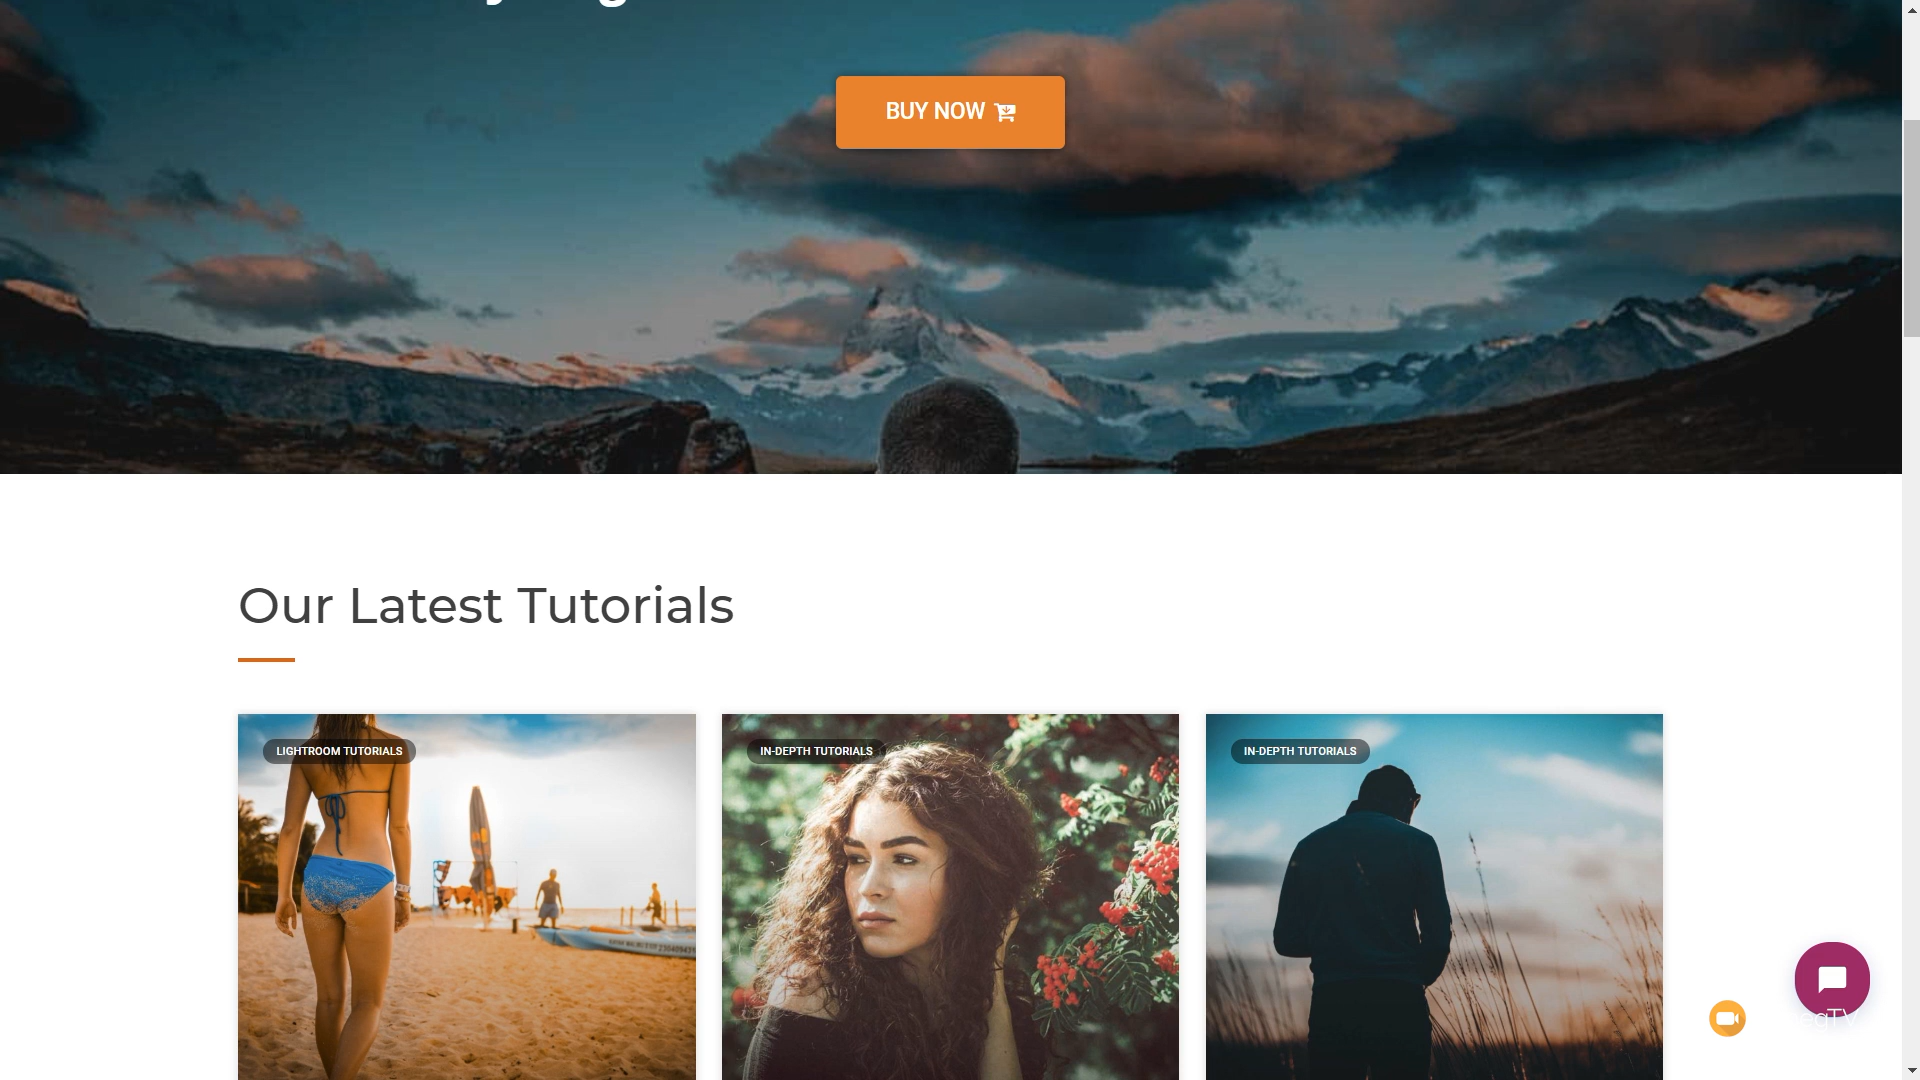 BUY NOW
Our Latest Tutorials
LIGHTROOM TUTORIALS
IN-DEPTH TUTORIALS
IN-DEPTH TUTORIALS